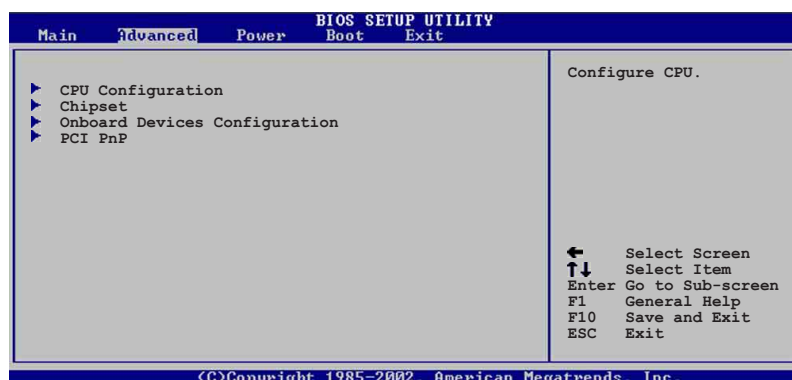 BIOS SETUP UTILITY
Main Advanced Power Boot Exit
CPU Configuration
Chipset
Onboard Devices Configuration
PCI PnP
Configure CPU.
Select Screen
Select Item
Enter Go to Sub-screen
F1 General Help
F10 Save and Exit
ESC Exit
(C)Copyright 1985-2002, American Megatrends, Inc.